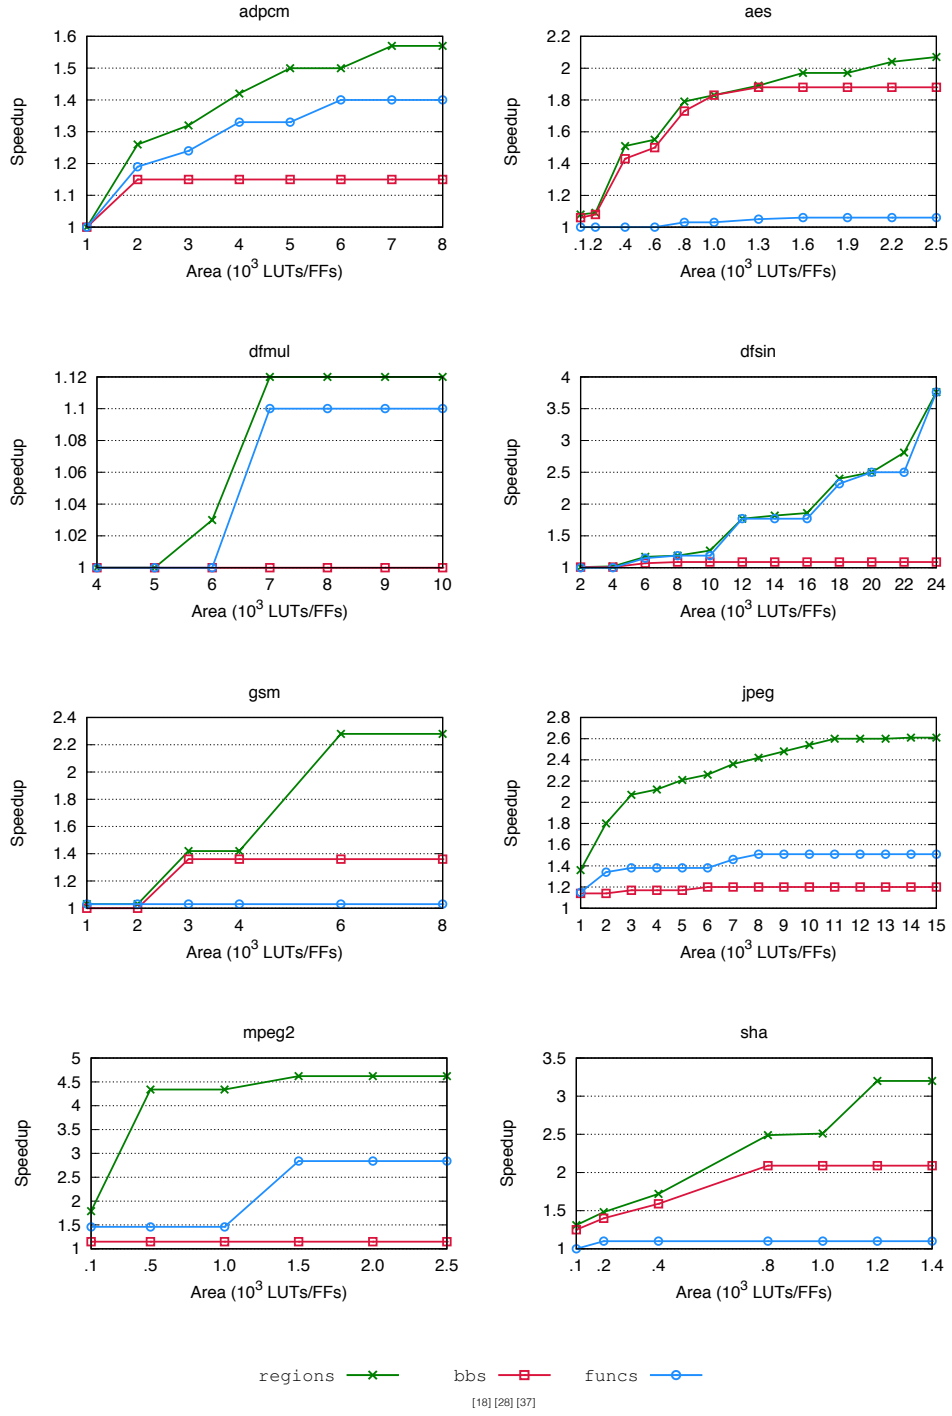 adpcm
1.6
1.5
1.4
1.3
1.2
1.1
1
Speedup
1 2 3 4 5 6 7 8
Area (10³ LUTs/FFs)
aes
2.2
2
1.8
1.6
1.4
1.2
1
Speedup
.1 .2 .4 .6 .8 1.0 1.3 1.6 1.9 2.2 2.5
Area (10³ LUTs/FFs)
dfmul
1.12
1.1
1.08
1.06
1.04
1.02
1
Speedup
4 5 6 7 8 9 10
Area (10³ LUTs/FFs)
dfsin
4
3.5
3
2.5
2
1.5
1
Speedup
2 4 6 8 10 12 14 16 18 20 22 24
Area (10³ LUTs/FFs)
gsm
2.4
2.2
2
1.8
1.6
1.4
1.2
1
Speedup
1 2 3 4 6 8
Area (10³ LUTs/FFs)
jpeg
2.8
2.6
2.4
2.2
2
1.8
1.6
1.4
1.2
1
Speedup
1 2 3 4 5 6 7 8 9 10 11 12 13 14 15
Area (10³ LUTs/FFs)
mpeg2
5
4.5
4
3.5
3
2.5
2
1.5
1
Speedup
.1 .5 1.0 1.5 2.0 2.5
Area (10³ LUTs/FFs)
sha
3.5
3
2.5
2
1.5
1
Speedup
.1 .2 .4 .8 1.0 1.2 1.4
Area (10³ LUTs/FFs)
regions bbs funcs
[18] [28] [37]